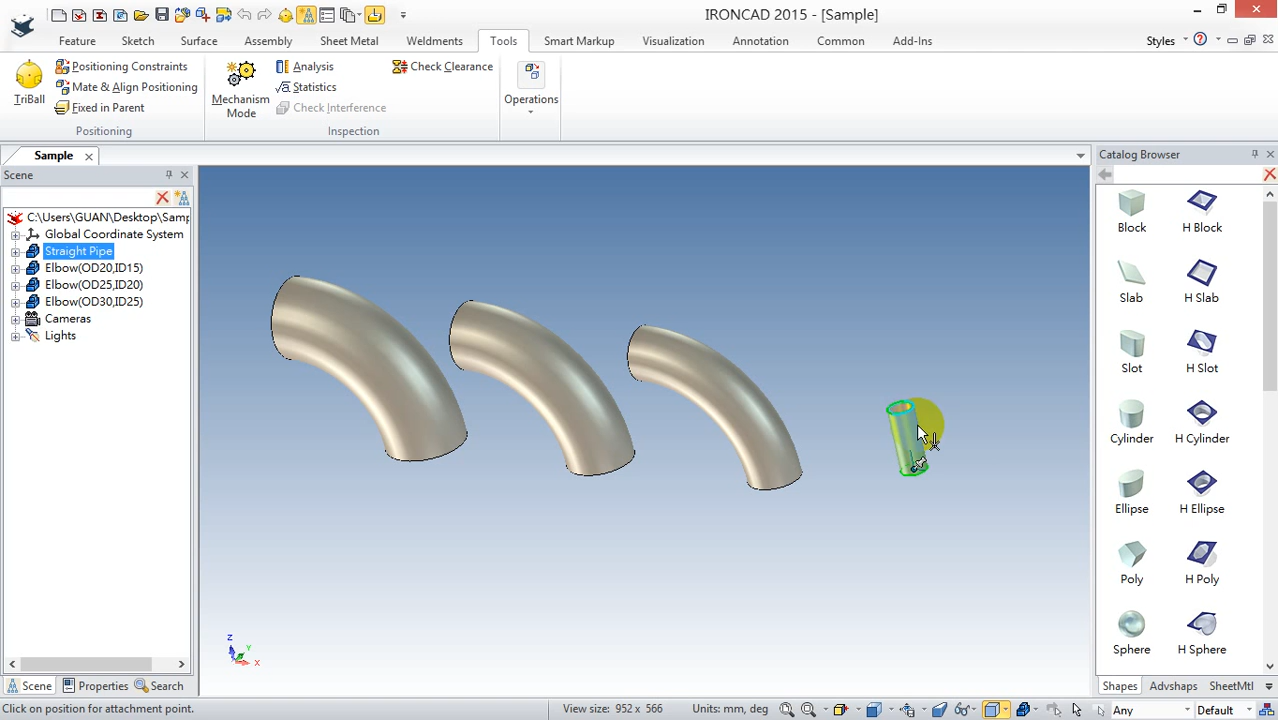 IRONCAD 2015 - [Sample]
Feature Sketch Surface Assembly Sheet Metal Weldments Tools Smart Markup Visualization Annotation Common Add-Ins Styles
TriBall
Positioning Constraints
Mate & Align Positioning
Fixed in Parent
Positioning
Mechanism Mode
Analysis
Statistics
Check Interference
Check Clearance
Inspection
Operations
Sample
Scene
C:\Users\GUAN\Desktop\Samp
Global Coordinate System
Straight Pipe
Elbow(OD20,ID15)
Elbow(OD25,ID20)
Elbow(OD30,ID25)
Cameras
Lights
Z
Y
X
Catalog Browser
Block H Block
Slab H Slab
Slot H Slot
Cylinder H Cylinder
Ellipse H Ellipse
Poly H Poly
Sphere H Sphere
Scene Properties Search
Shapes Advshaps SheetMtl
Click on position for attachment point.
View size: 952 x 566
Units: mm, deg
Any
Default